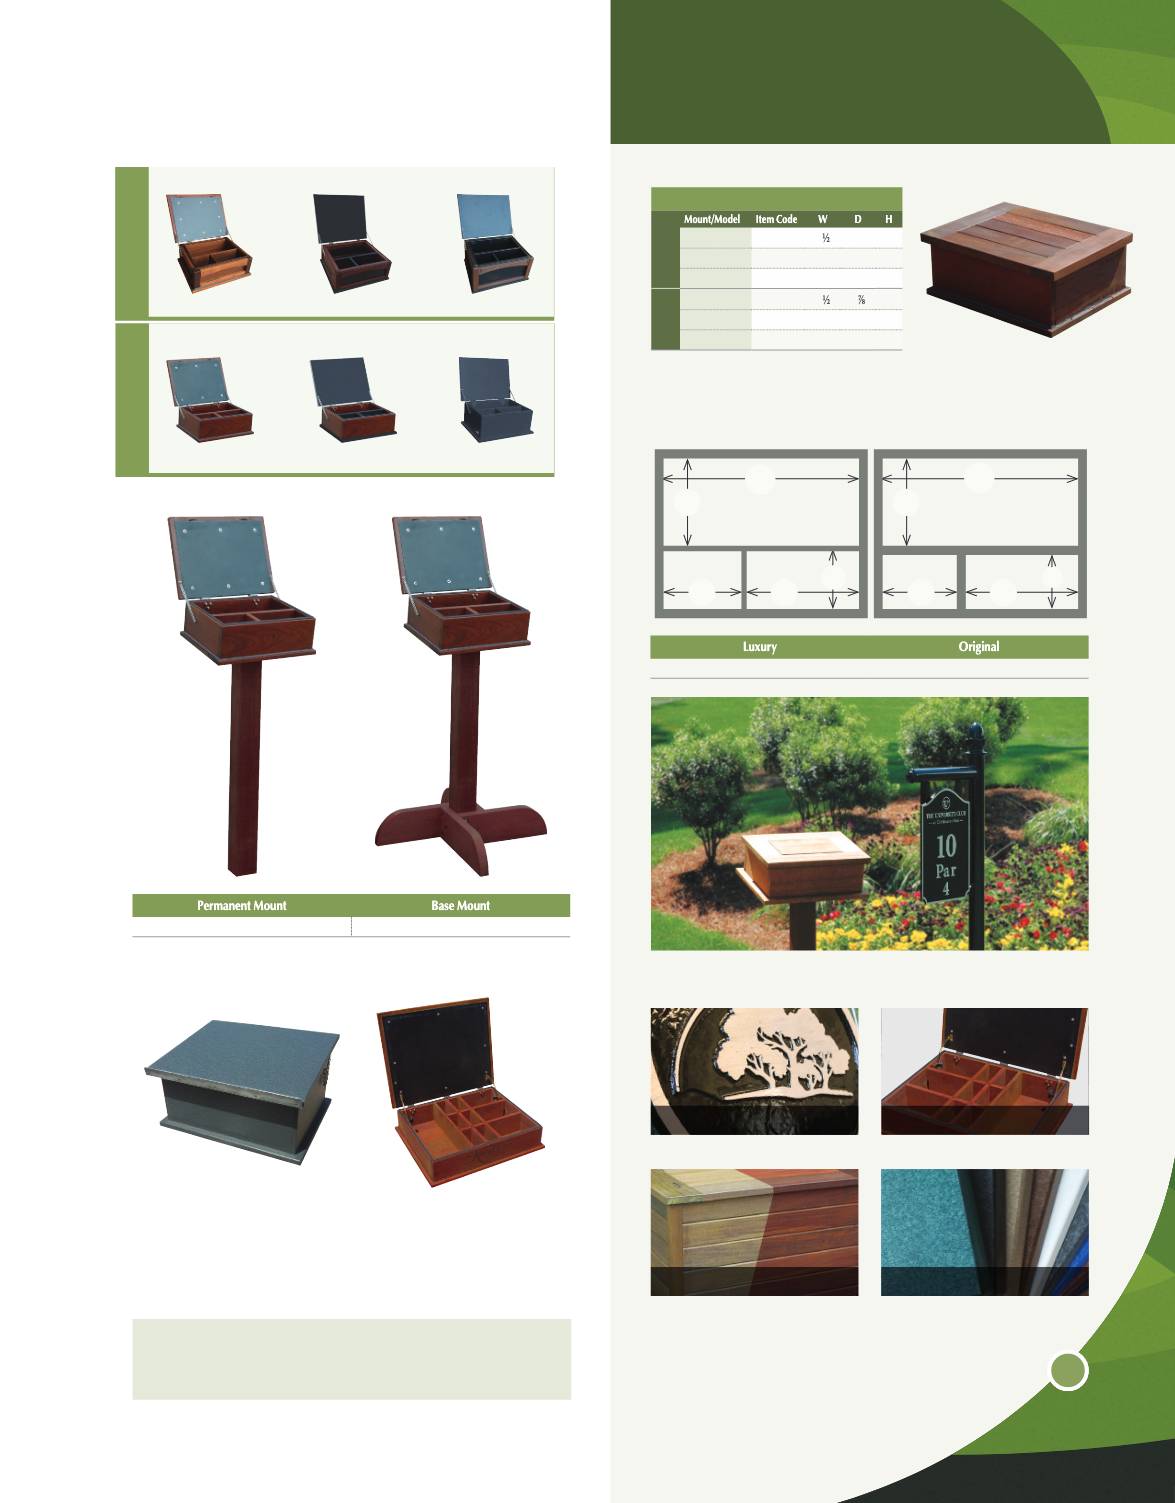 Permanent Mount Base Mount
Mount/Model Item Code W D H
½
½ ⅞
Luxury Original
THE UNIVERSITY CLUB
10
Par
4